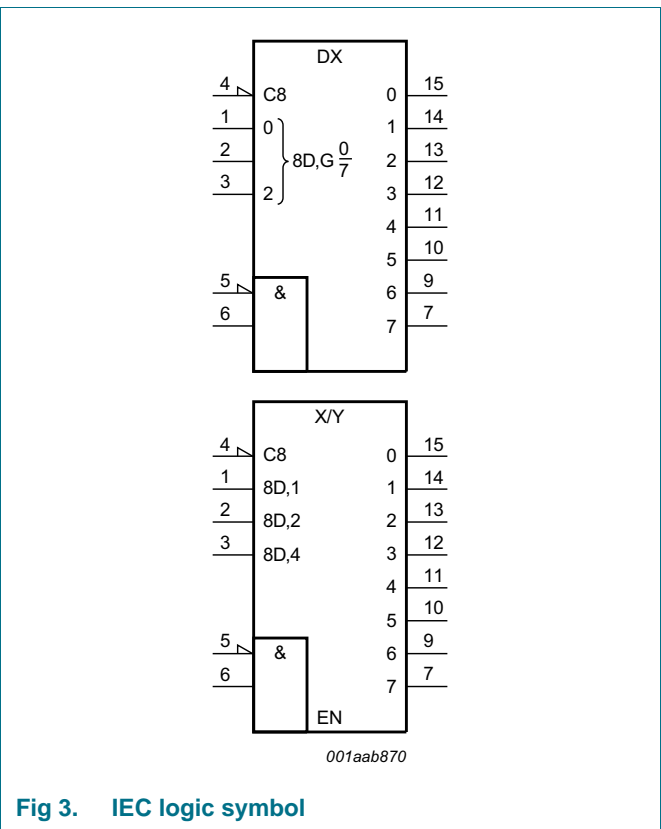 DX
4 C8 0 15
1 0 1 14
2 8D,G 0/7 2 13
3 2 3 12
4 11
5 10
5 & 6 9
6 7 7
X/Y
4 C8 0 15
1 8D,1 1 14
2 8D,2 2 13
3 8D,4 3 12
4 11
5 10
5 & 6 9
6 7 7
EN
001aab870
Fig 3. IEC logic symbol